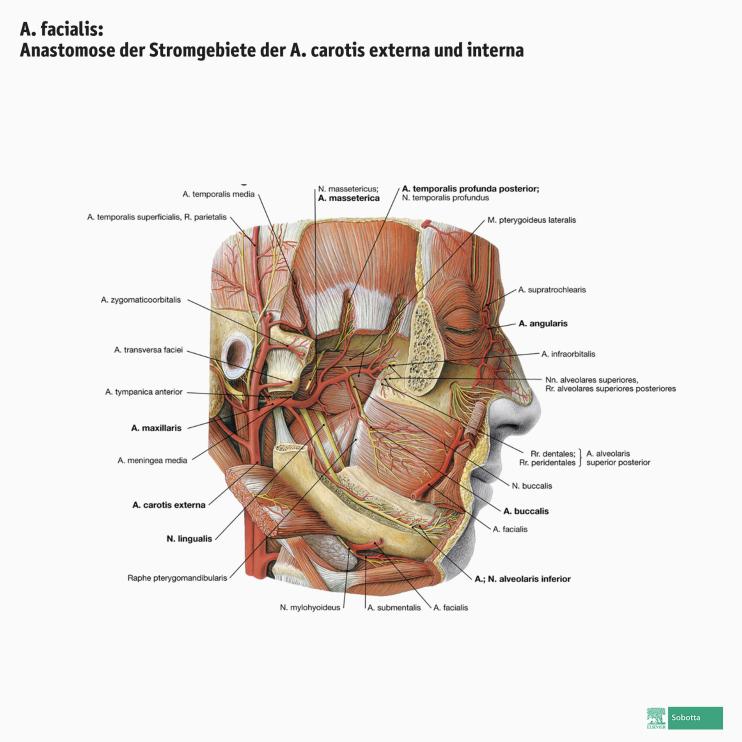 A. facialis:
Anastomose der Stromgebiete der A. carotis externa und interna
A. temporalis media
N. massetericus;
A. masseterica
A. temporalis profunda posterior;
N. temporalis profundus
A. temporalis superficialis, R. parietalis
M. pterygoideus lateralis
A. zygomaticoorbitalis
A. supratrochlearis
A. angularis
A. transversa faciei
A. infraorbitalis
A. tympanica anterior
Nn. alveolares superiores,
Rr. alveolares superiores posteriores
A. maxillaris
A. meningea media
Rr. dentales;
Rr. peridentales
A. alveolaris
superior posterior
N. buccalis
A. carotis externa
A. buccalis
A. facialis
N. lingualis
Raphe pterygomandibularis
A.; N. alveolaris inferior
N. mylohyoideus
A. submentalis
A. facialis
ELSEVIER
Sobotta